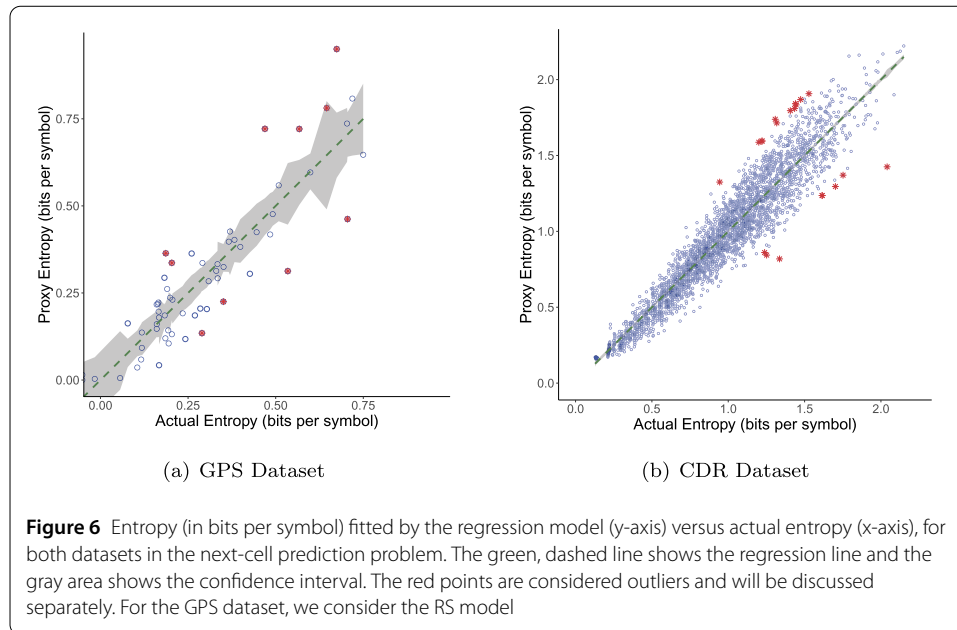 Proxy Entropy (bits per symbol)
0.75
0.50
0.25
0.00
0.00 0.25 0.50 0.75
Actual Entropy (bits per symbol)
(a) GPS Dataset
Proxy Entropy (bits per symbol)
2.0
1.5
1.0
0.5
0.0
0.0 0.5 1.0 1.5 2.0
Actual Entropy (bits per symbol)
(b) CDR Dataset
Figure 6 Entropy (in bits per symbol) fitted by the regression model (y-axis) versus actual entropy (x-axis), for
both datasets in the next-cell prediction problem. The green, dashed line shows the regression line and the
gray area shows the confidence interval. The red points are considered outliers and will be discussed
separately. For the GPS dataset, we consider the RS model